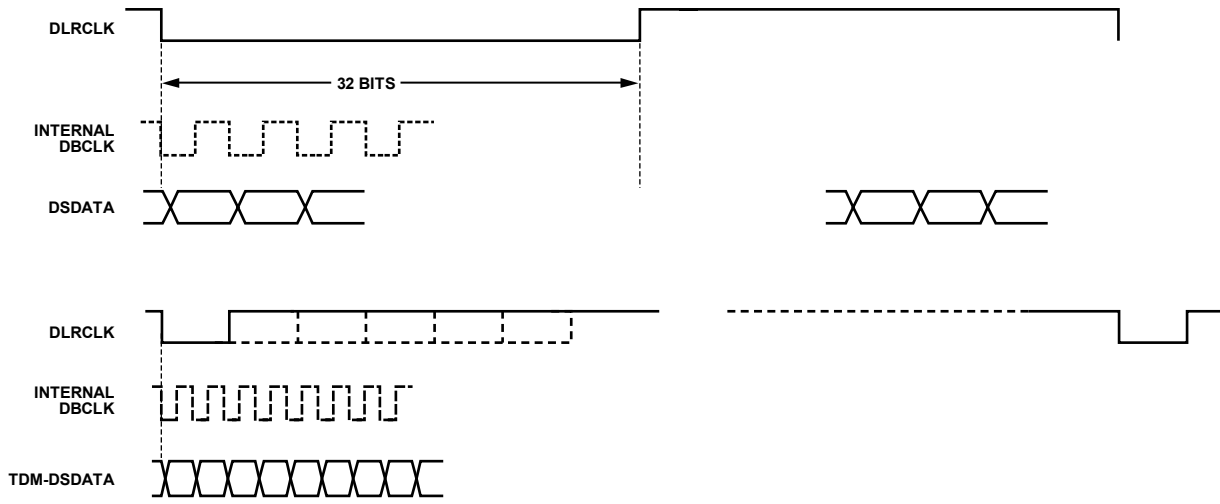 DLRCLK
32 BITS
INTERNAL
DBCLK
DSDATA
DLRCLK
INTERNAL
DBCLK
TDM-DSDATA